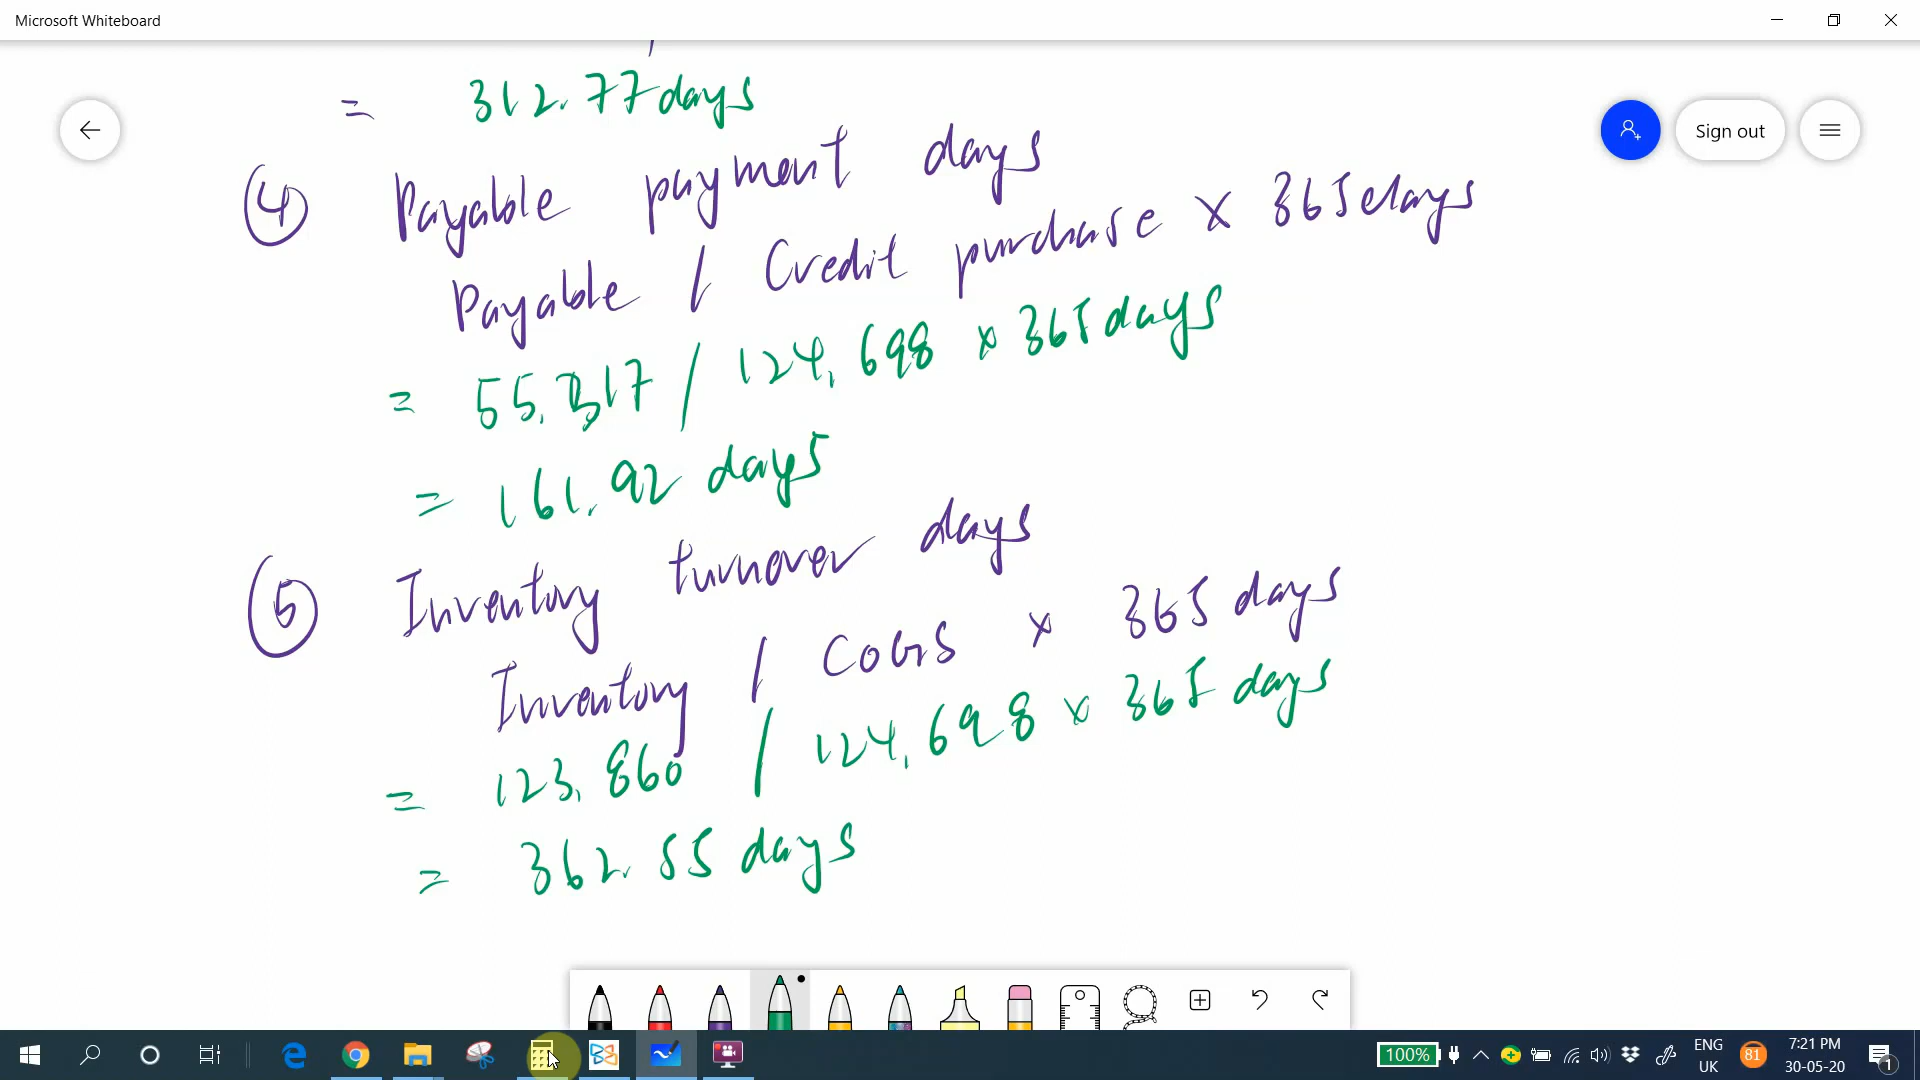 Microsoft Whiteboard
= 312.77 days
Sign out
④ Payable payment days
Payable / Credit purchase × 365 days
= 55,317 / 124,698 × 365 days
= 161.92 days
⑤ Inventory turnover days
Inventory / COGS × 365 days
= 123,860 / 124,698 × 365 days
= 362.55 days
100%
ENG
UK
81
7:21 PM
30-05-20
1